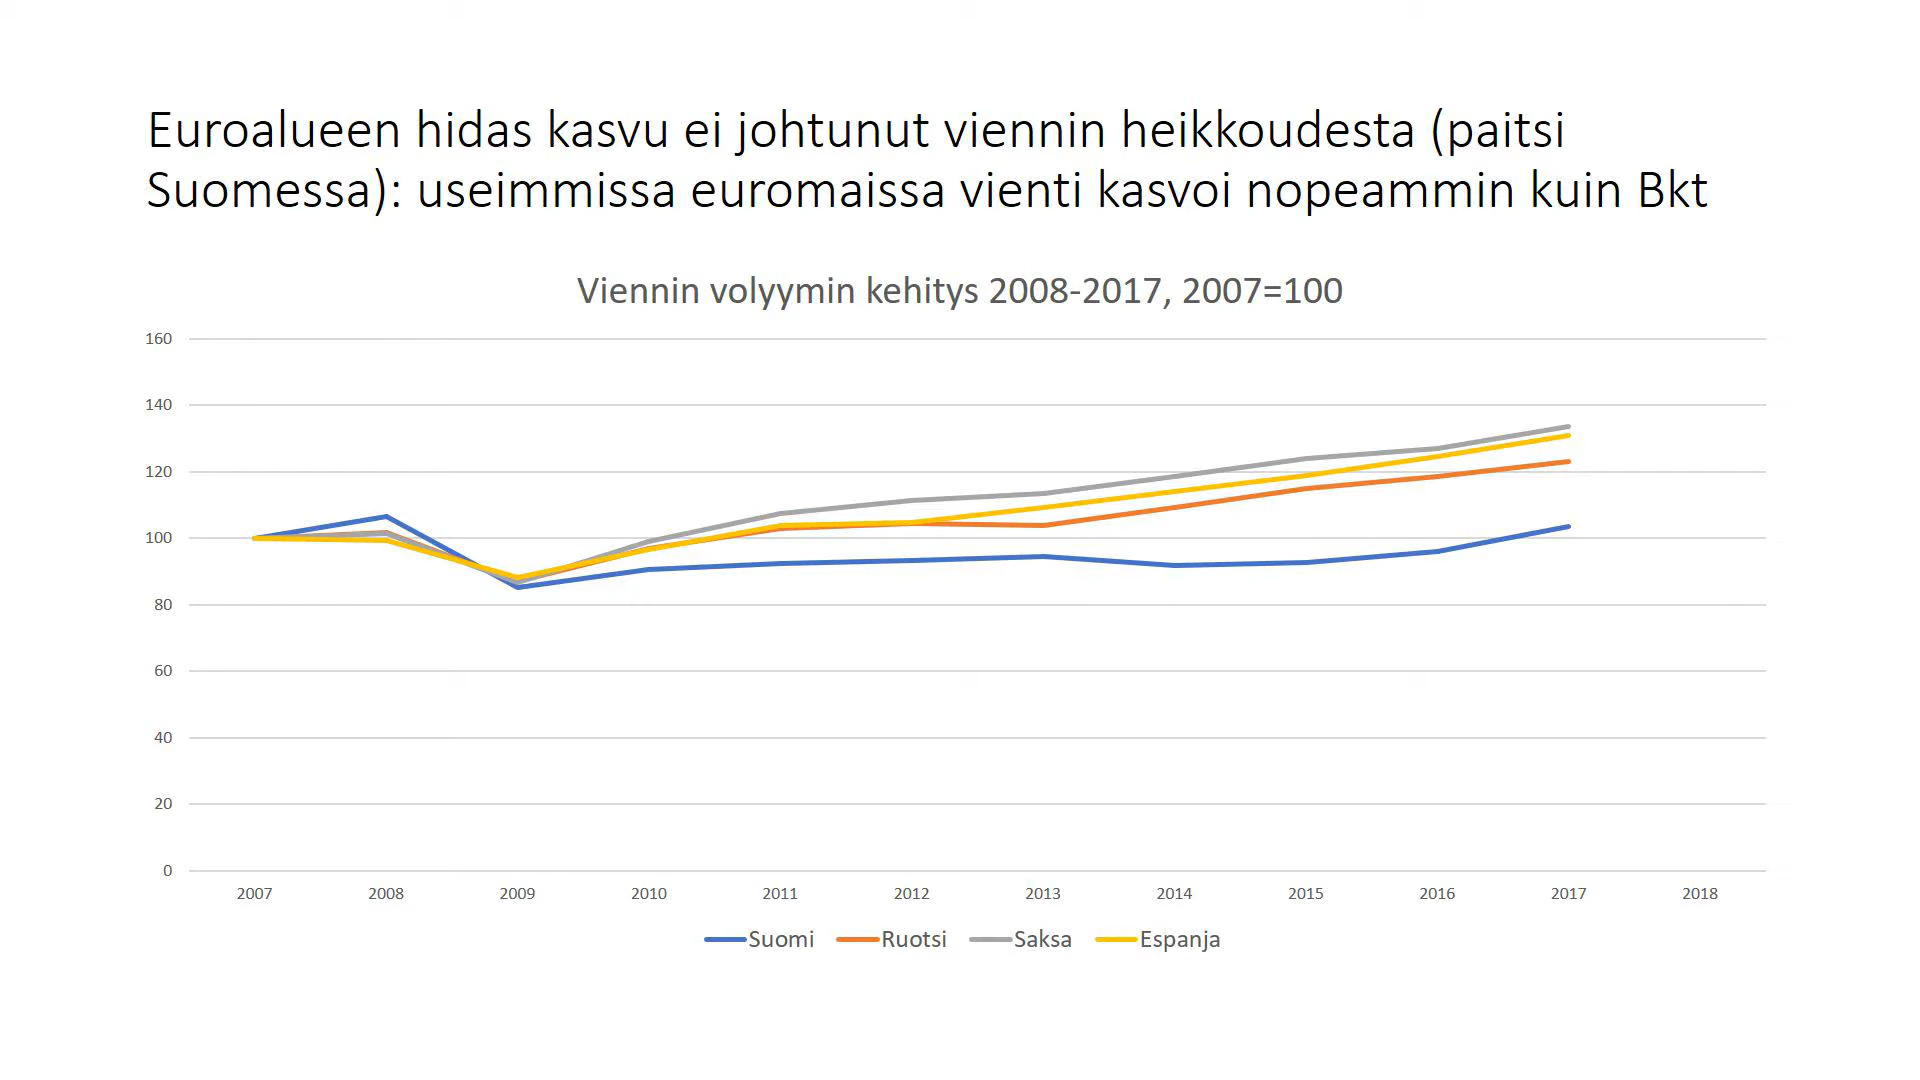 Euroalueen hidas kasvu ei johtunut viennin heikkoudesta (paitsi
Suomessa): useimmissa euromaissa vienti kasvoi nopeammin kuin Bkt
Viennin volyymin kehitys 2008-2017, 2007=100
160
140
120
100
80
60
40
20
0
2007 2008 2009 2010 2011 2012 2013 2014 2015 2016 2017 2018
Suomi Ruotsi Saksa Espanja